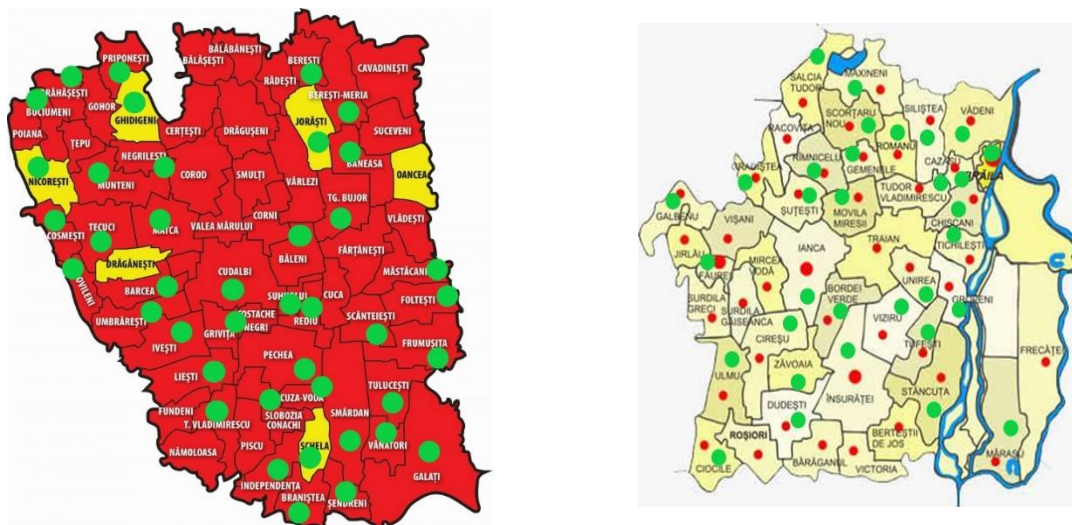 BĂLĂBĂNEȘTI
BĂLĂȘEȘTI
PRIPONEȘTI
BEREȘTI
CAVADINEȘTI
RĂDEȘTI
BRĂHĂȘEȘTI
GOHOR
BEREȘTI-MERIA
BUCIUMENI
GHIDIGENI
JORĂȘTI
POIANA
CERȚEȘTI
DRĂGUȘENI
SUCEVENI
ȚEPU
NEGRILEȘTI
BĂNEASA
NICOREȘTI
MUNTENI
COROD
SMULȚI
VÂRLEZI
OANCEA
TG. BUJOR
CORNI
VLĂDEȘTI
COSMEȘTI
TECUCI
MATCA
VALEA MĂRULUI
BĂLENI
FÂRȚĂNEȘTI
DRĂGĂNEȘTI
CUDALBI
MĂSTĂCANI
MOVILENI
BARCEA
CUCA
FOLTEȘTI
UMBRĂREȘTI
GRIVIȚA
COSTACHE
NEGRI
REDIU
SCÂNTEIEȘTI
IVEȘTI
FRUMUȘIȚA
PECHEA
LIEȘTI
TULUCEȘTI
CUZA-VODĂ
FUNDENI
T. VLADIMIRESCU
SLOBOZIA
CONACHI
SMÂRDAN
NĂMOLOASA
PISCU
SCHELA
VÂNĂTORI
GALAȚI
INDEPENDENȚA
BRANIȘTEA
ȘENDRENI
SALCIA
TUDOR
MAXINENI
SCORȚARU
NOU
SILIȘTEA
VĂDENI
RACOVIȚA
ROMANU
RÎMNICELU
GEMENELE
CAZASU
BRĂILA
GRĂDIȘTEA
ȘUȚEȘTI
MOVILA
MIRESII
TUDOR
VLADIMIRESCU
CHIȘCANI
GALBENU
VIȘANI
IANCA
TRAIAN
TICHILEȘTI
JIRLĂU
FĂUREI
MIRCEA
VODĂ
UNIREA
SURDILA
GRECI
SURDILA
GĂISEANCA
BORDEI
VERDE
GROPENI
VIZIRU
CIREȘU
TUFEȘTI
FRECĂȚEI
ULMU
ZĂVOAIA
STĂNCUȚA
ÎNSURĂȚEI
DUDEȘTI
ROȘIORI
BERTEȘTII
DE JOS
CIOCILE
BĂRĂGANUL
VICTORIA
MĂRAȘU